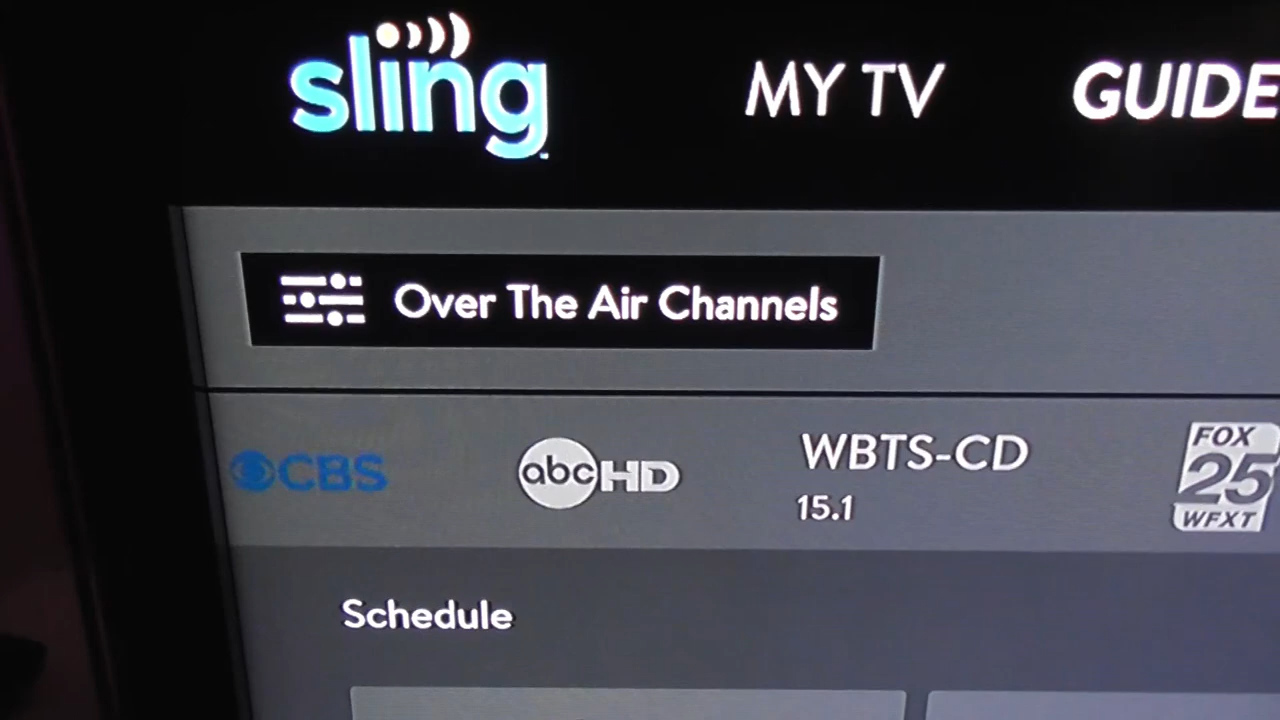 sling
MY TV
GUIDE
Over The Air Channels
CBS
abc HD
WBTS-CD
15.1
FOX
25
WFXT
Schedule